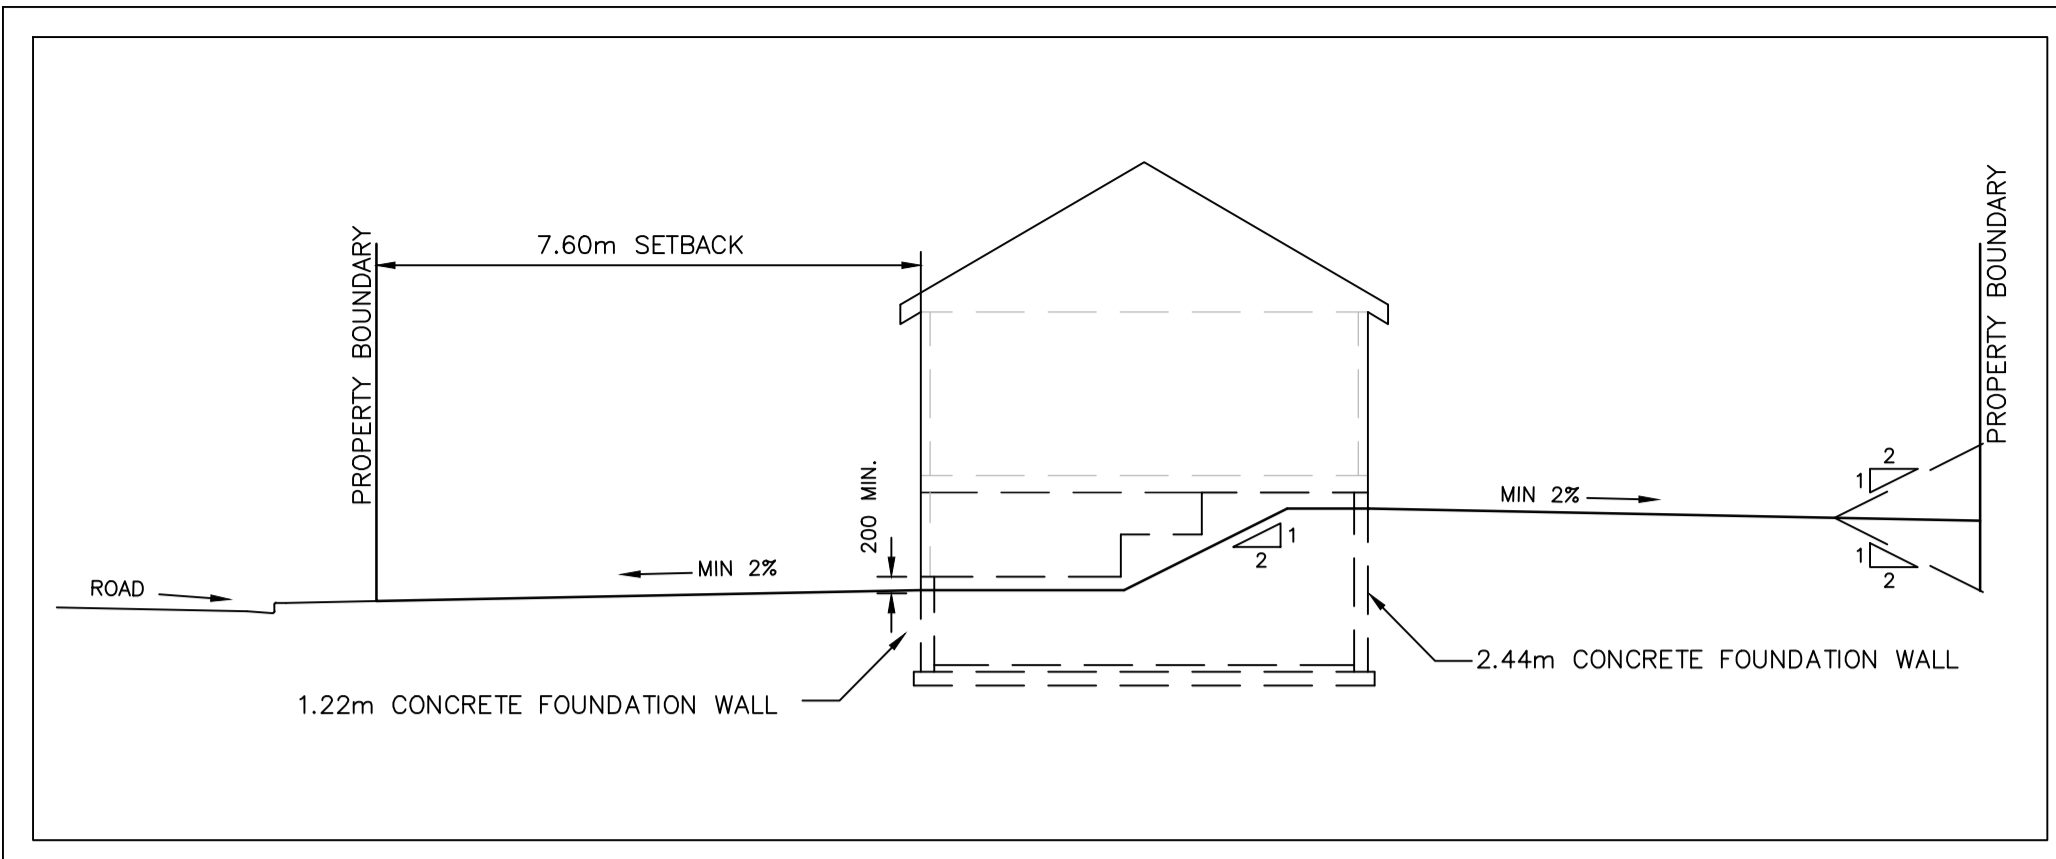 PROPERTY BOUNDARY
7.60m SETBACK
PROPERTY BOUNDARY
200 MIN.
MIN 2%
2
1
1
2
MIN 2%
ROAD
1
2
2.44m CONCRETE FOUNDATION WALL
1.22m CONCRETE FOUNDATION WALL